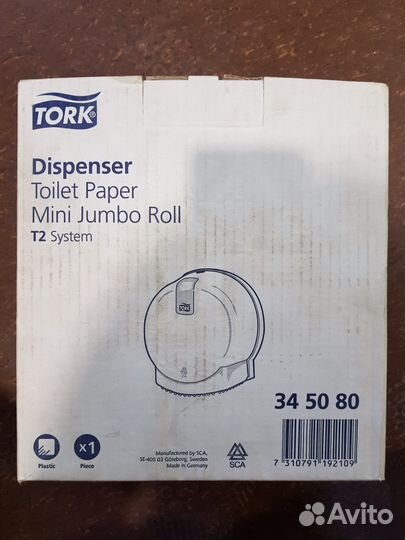 TORK®
Dispenser
Toilet Paper
Mini Jumbo Roll
T2 System
TORK
34 50 80
Plastic
x1
Piece
Manufactured by SCA,
SE-405 03 Göteborg, Sweden
Made in Germany
SCA
7 310791 192109
Avito